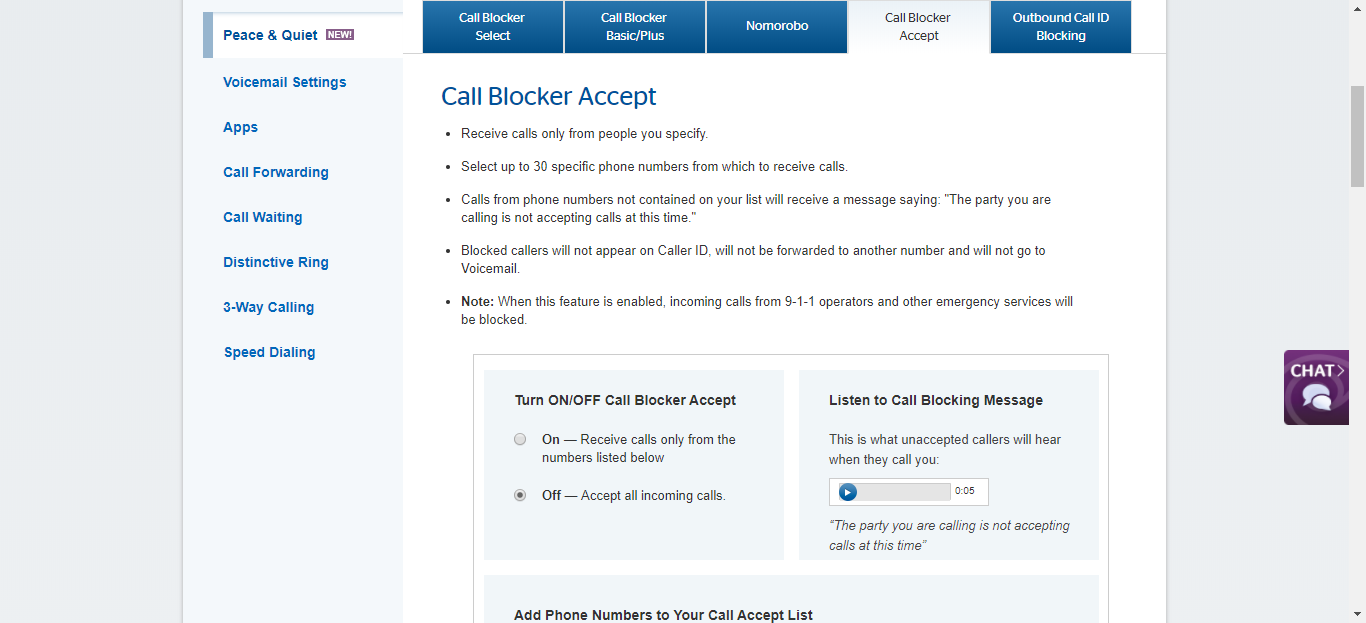 Peace & Quiet NEW!
Voicemail Settings
Apps
Call Forwarding
Call Waiting
Distinctive Ring
3-Way Calling
Speed Dialing
Call Blocker
Select
Call Blocker
Basic/Plus
Nomorobo
Call Blocker
Accept
Outbound Call ID
Blocking
Call Blocker Accept
• Receive calls only from people you specify.
• Select up to 30 specific phone numbers from which to receive calls.
• Calls from phone numbers not contained on your list will receive a message saying: "The party you are
calling is not accepting calls at this time."
• Blocked callers will not appear on Caller ID, will not be forwarded to another number and will not go to
Voicemail.
• Note: When this feature is enabled, incoming calls from 9-1-1 operators and other emergency services will
be blocked.
Turn ON/OFF Call Blocker Accept
On — Receive calls only from the
numbers listed below
Off — Accept all incoming calls.
Listen to Call Blocking Message
This is what unaccepted callers will hear
when they call you:
0:05
"The party you are calling is not accepting
calls at this time"
Add Phone Numbers to Your Call Accept List
CHAT>